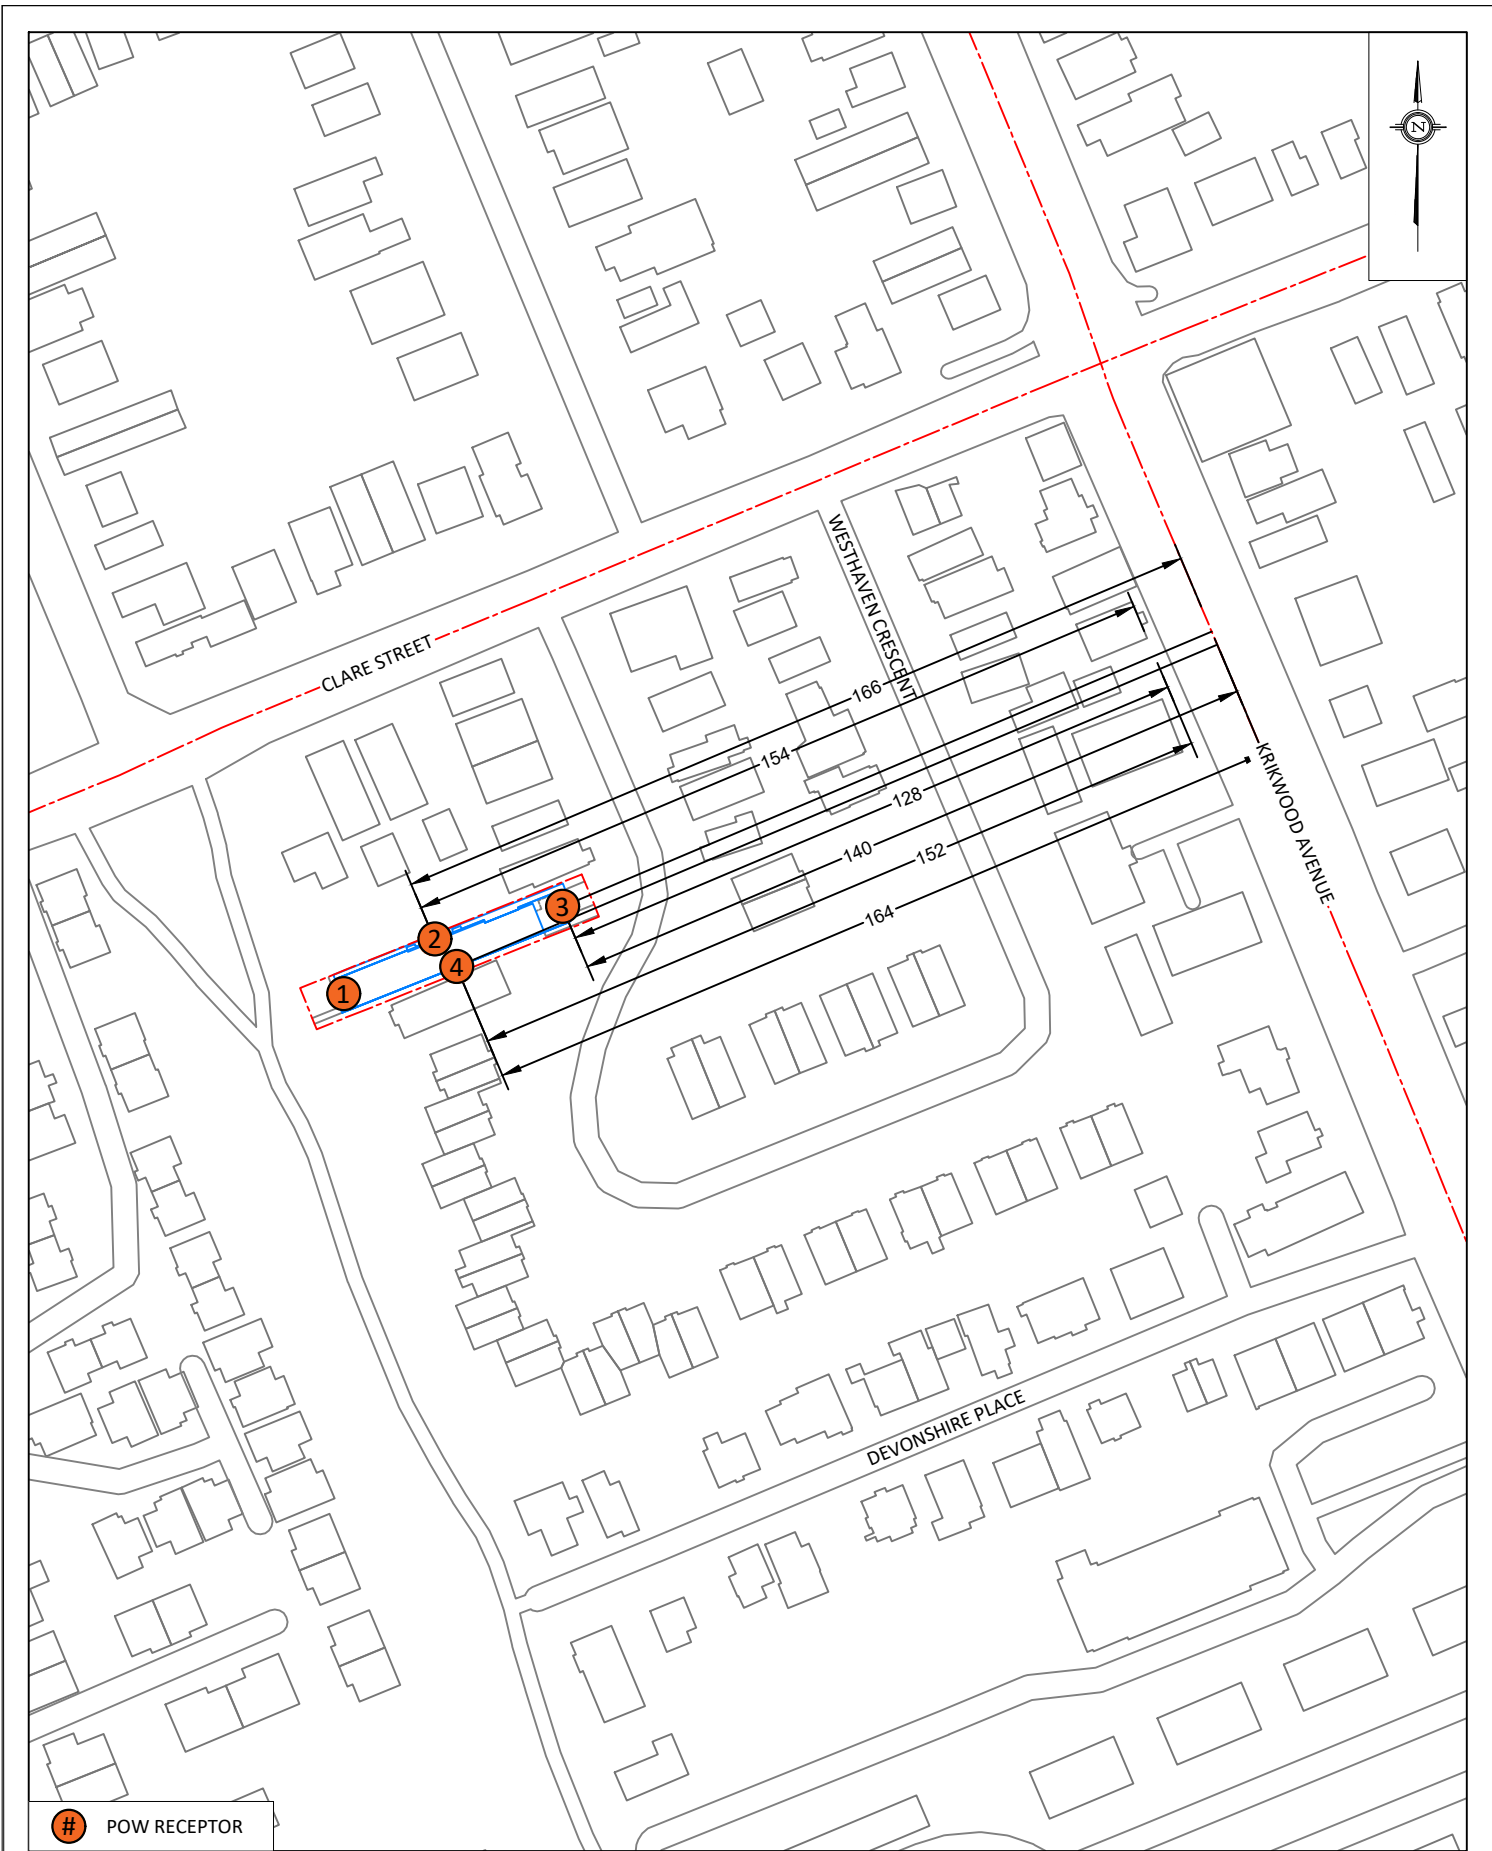 N
WESTHAVEN CRESCENT
CLARE STREET
166
154
128
140
152
164
KRIKWOOD AVENUE
3
2
4
1
DEVONSHIRE PLACE
# POW RECEPTOR